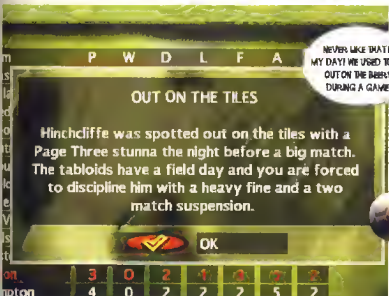 P W D L F A
NEVER LIKE THAT I
MY DAY! WE USED TO
OUT ON THE BEERS
DURING A GAME
OUT ON THE TILES
Hinchcliffe was spotted out on the tiles with a
Page Three stunna the night before a big match.
The tabloids have a field day and you are forced
to discipline him with a heavy fine and a two
match suspension.
OK
on 3 0 2 1
mpton 4 0 2 2 2 5 2